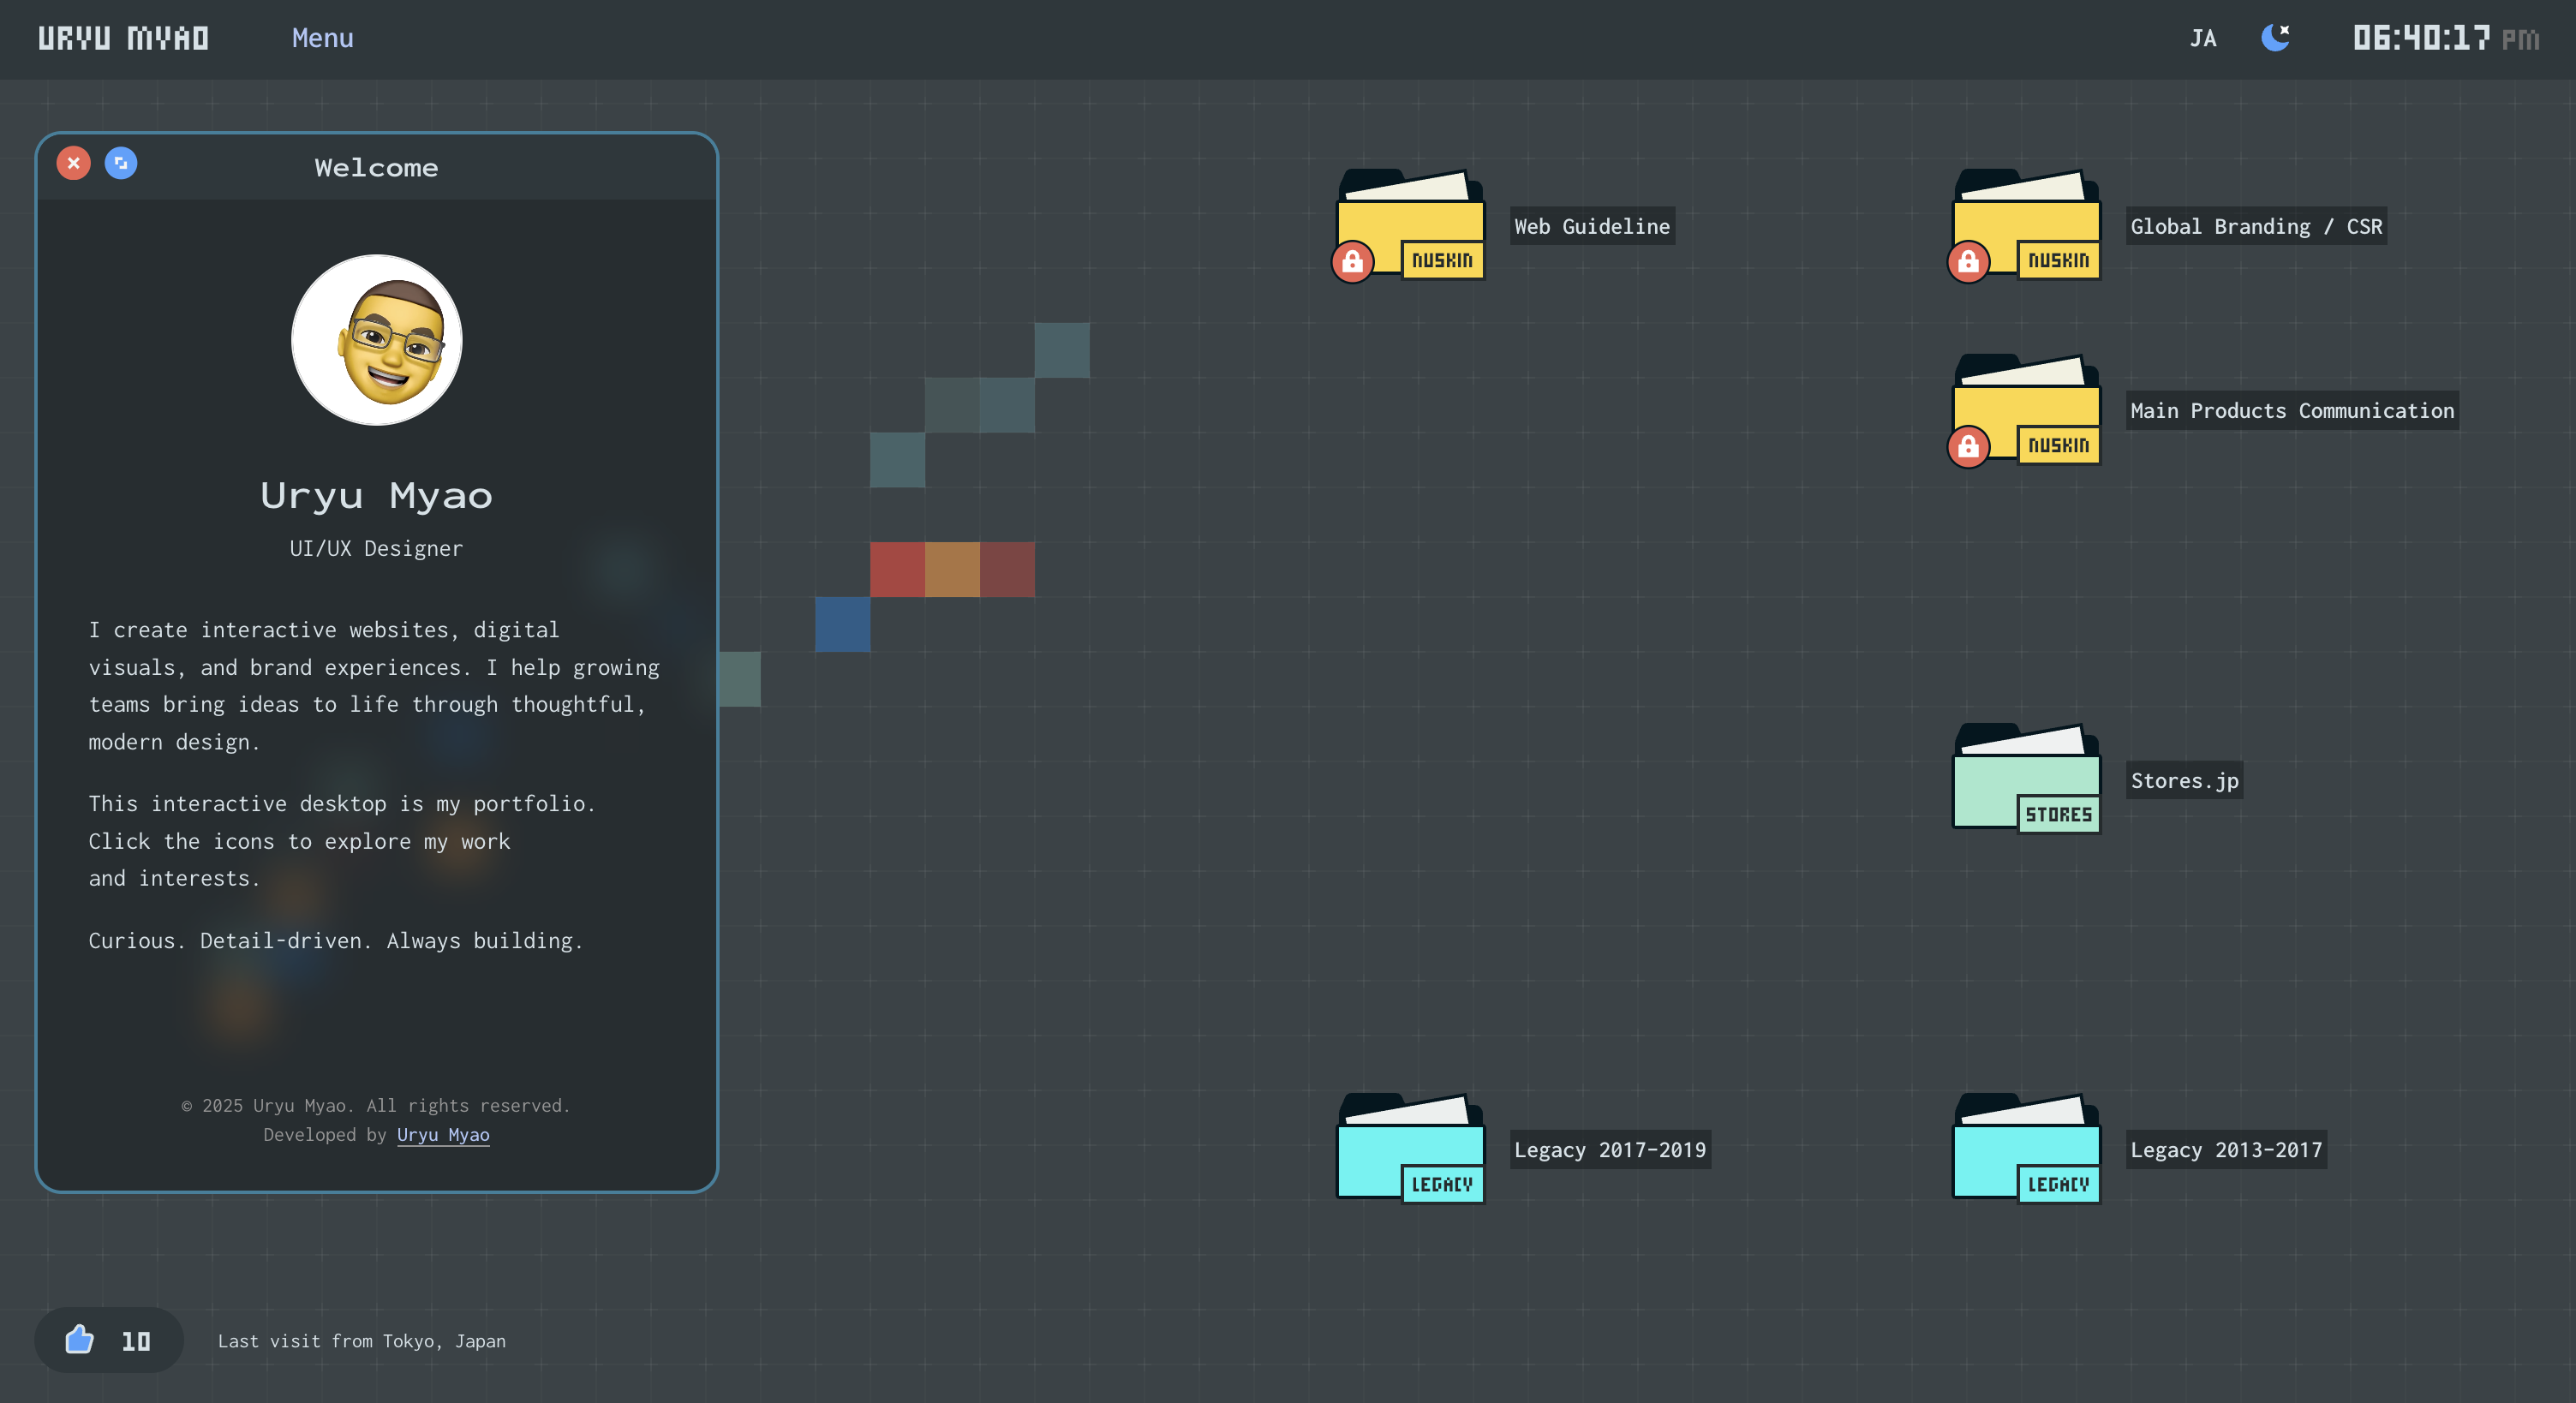 URYU MYAO
Menu
JA
06:40:17 PM
Welcome
Uryu Myao
UI/UX Designer
I create interactive websites, digital
visuals, and brand experiences. I help growing
teams bring ideas to life through thoughtful,
modern design.
This interactive desktop is my portfolio.
Click the icons to explore my work
and interests.
Curious. Detail-driven. Always building.
© 2025 Uryu Myao. All rights reserved.
Developed by Uryu Myao
NUSKIN
Web Guideline
NUSKIN
Global Branding / CSR
NUSKIN
Main Products Communication
STORES
Stores.jp
LEGACY
Legacy 2017-2019
LEGACY
Legacy 2013-2017
10
Last visit from Tokyo, Japan